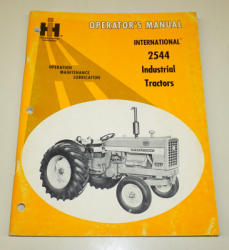 OPERATOR'S MANUAL
INTERNATIONAL
2544
Industrial
Tractors
OPERATION
MAINTENANCE
LUBRICATION